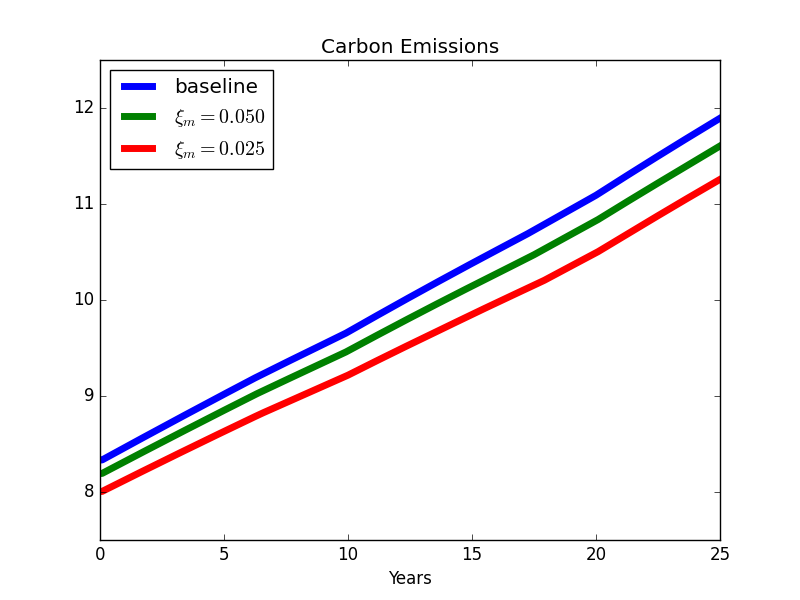 Carbon Emissions
baseline
ξm = 0.050
ξm = 0.025
12
11
10
9
8
0 5 10 15 20 25
Years